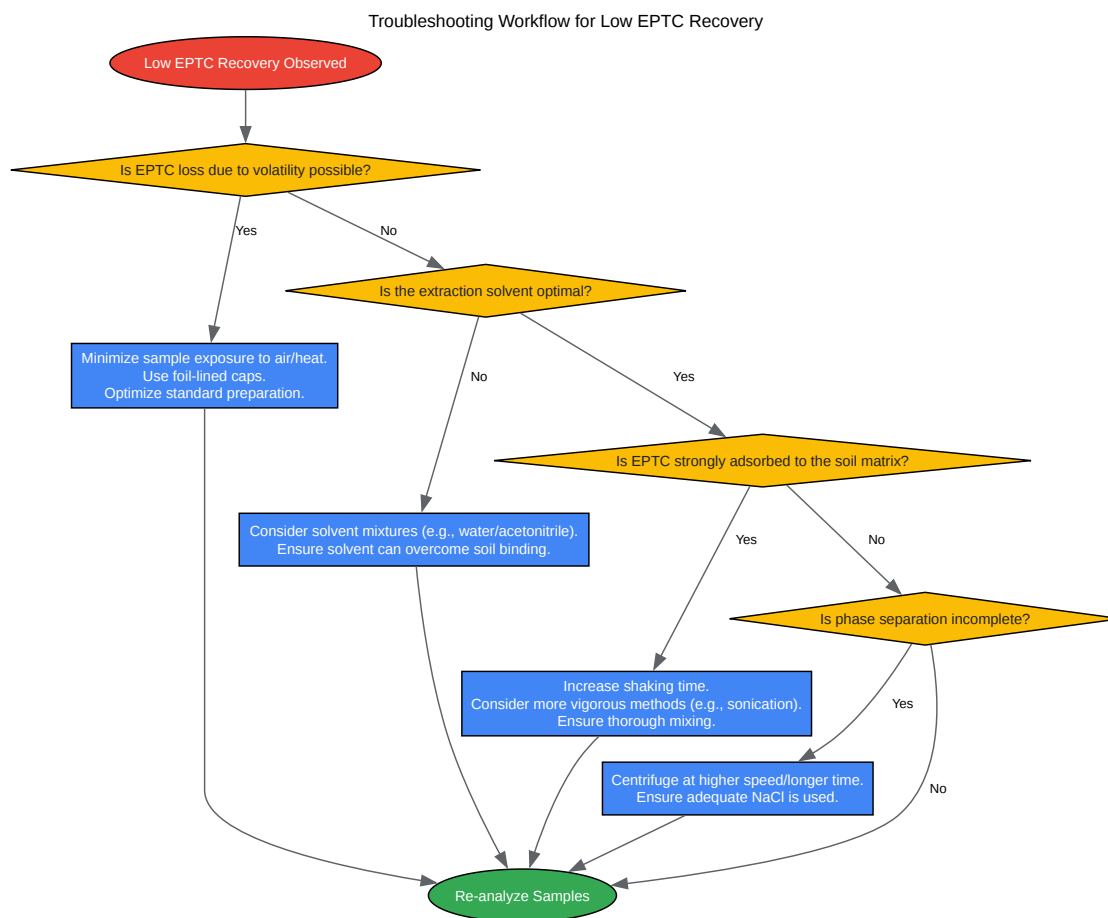 Troubleshooting Workflow for Low EPTC Recovery
Low EPTC Recovery Observed
Is EPTC loss due to volatility possible?
Yes
No
Is the extraction solvent optimal?
Minimize sample exposure to air/heat.
Use foil-lined caps.
Optimize standard preparation.
No
Yes
Is EPTC strongly adsorbed to the soil matrix?
Consider solvent mixtures (e.g., water/acetonitrile).
Ensure solvent can overcome soil binding.
Yes
No
Is phase separation incomplete?
Increase shaking time.
Consider more vigorous methods (e.g., sonication).
Ensure thorough mixing.
Yes
No
Centrifuge at higher speed/longer time.
Ensure adequate NaCl is used.
Re-analyze Samples